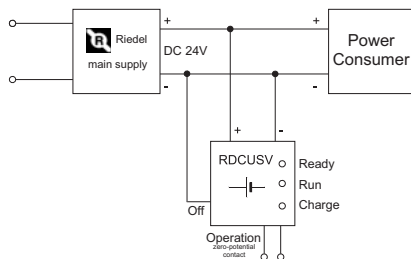 +
+
R Riedel
main supply
DC 24V
Power
Consumer
-
-
+
-
RDCUSV
Ready
Run
Charge
Off
Operation
zero-potential
contact